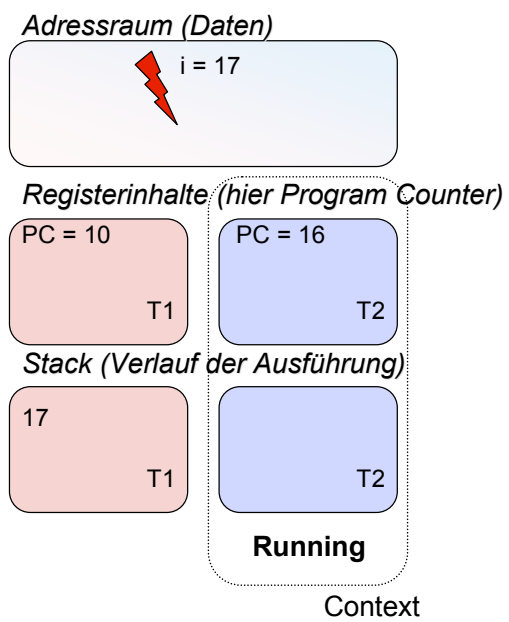 Adressraum (Daten)
i = 17
Registerinhalte (hier Program Counter)
PC = 10
T1
PC = 16
T2
Stack (Verlauf der Ausführung)
17
T1
T2
Running
Context